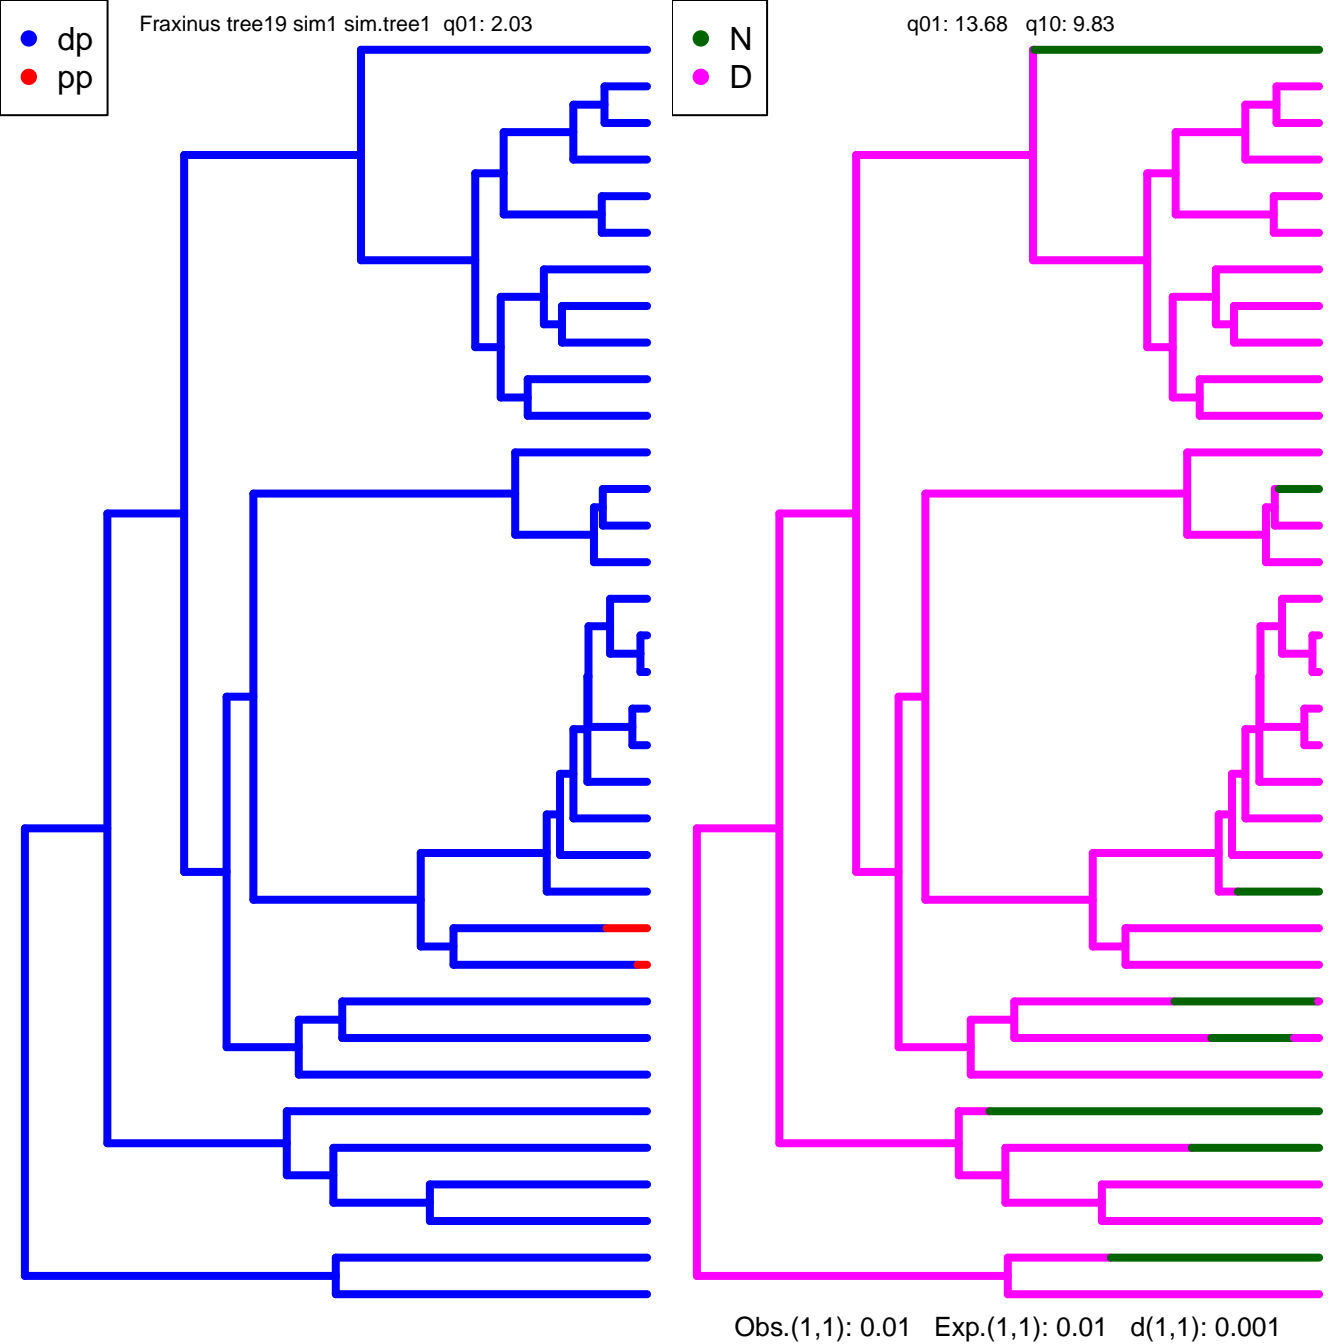 dp
pp
Fraxinus tree19 sim1 sim.tree1 q01: 2.03
N
D
q01: 13.68 q10: 9.83
Obs.(1,1): 0.01 Exp.(1,1): 0.01 d(1,1): 0.001